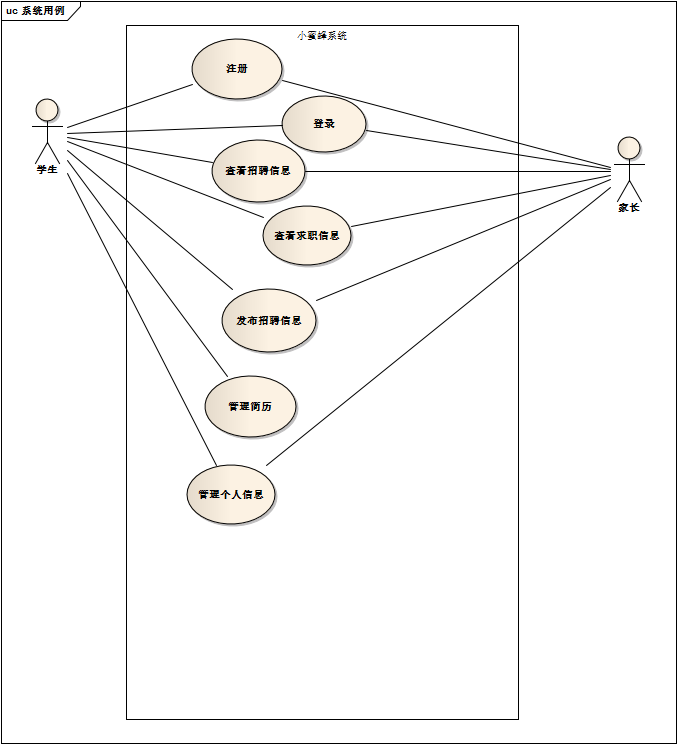 uc 系统用例
小蜜蜂系统
注册
登录
学生
查看招聘信息
家长
查看求职信息
发布招聘信息
管理简历
管理个人信息